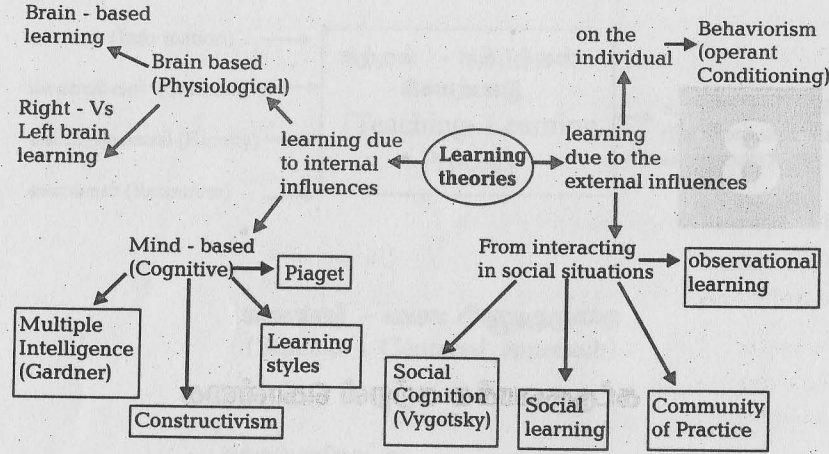 Brain - based
learning
Brain based
(Physiological)
Right - Vs
Left brain
learning
learning due
to internal
influences
Learning
theories
learning
due to the
external influences
on the
individual
Behaviorism
(operant
Conditioning)
Mind - based
(Cognitive)
Piaget
Multiple
Intelligence
(Gardner)
Constructivism
Learning
styles
From interacting
in social situations
observational
learning
Social
Cognition
(Vygotsky)
Social
learning
Community
of Practice